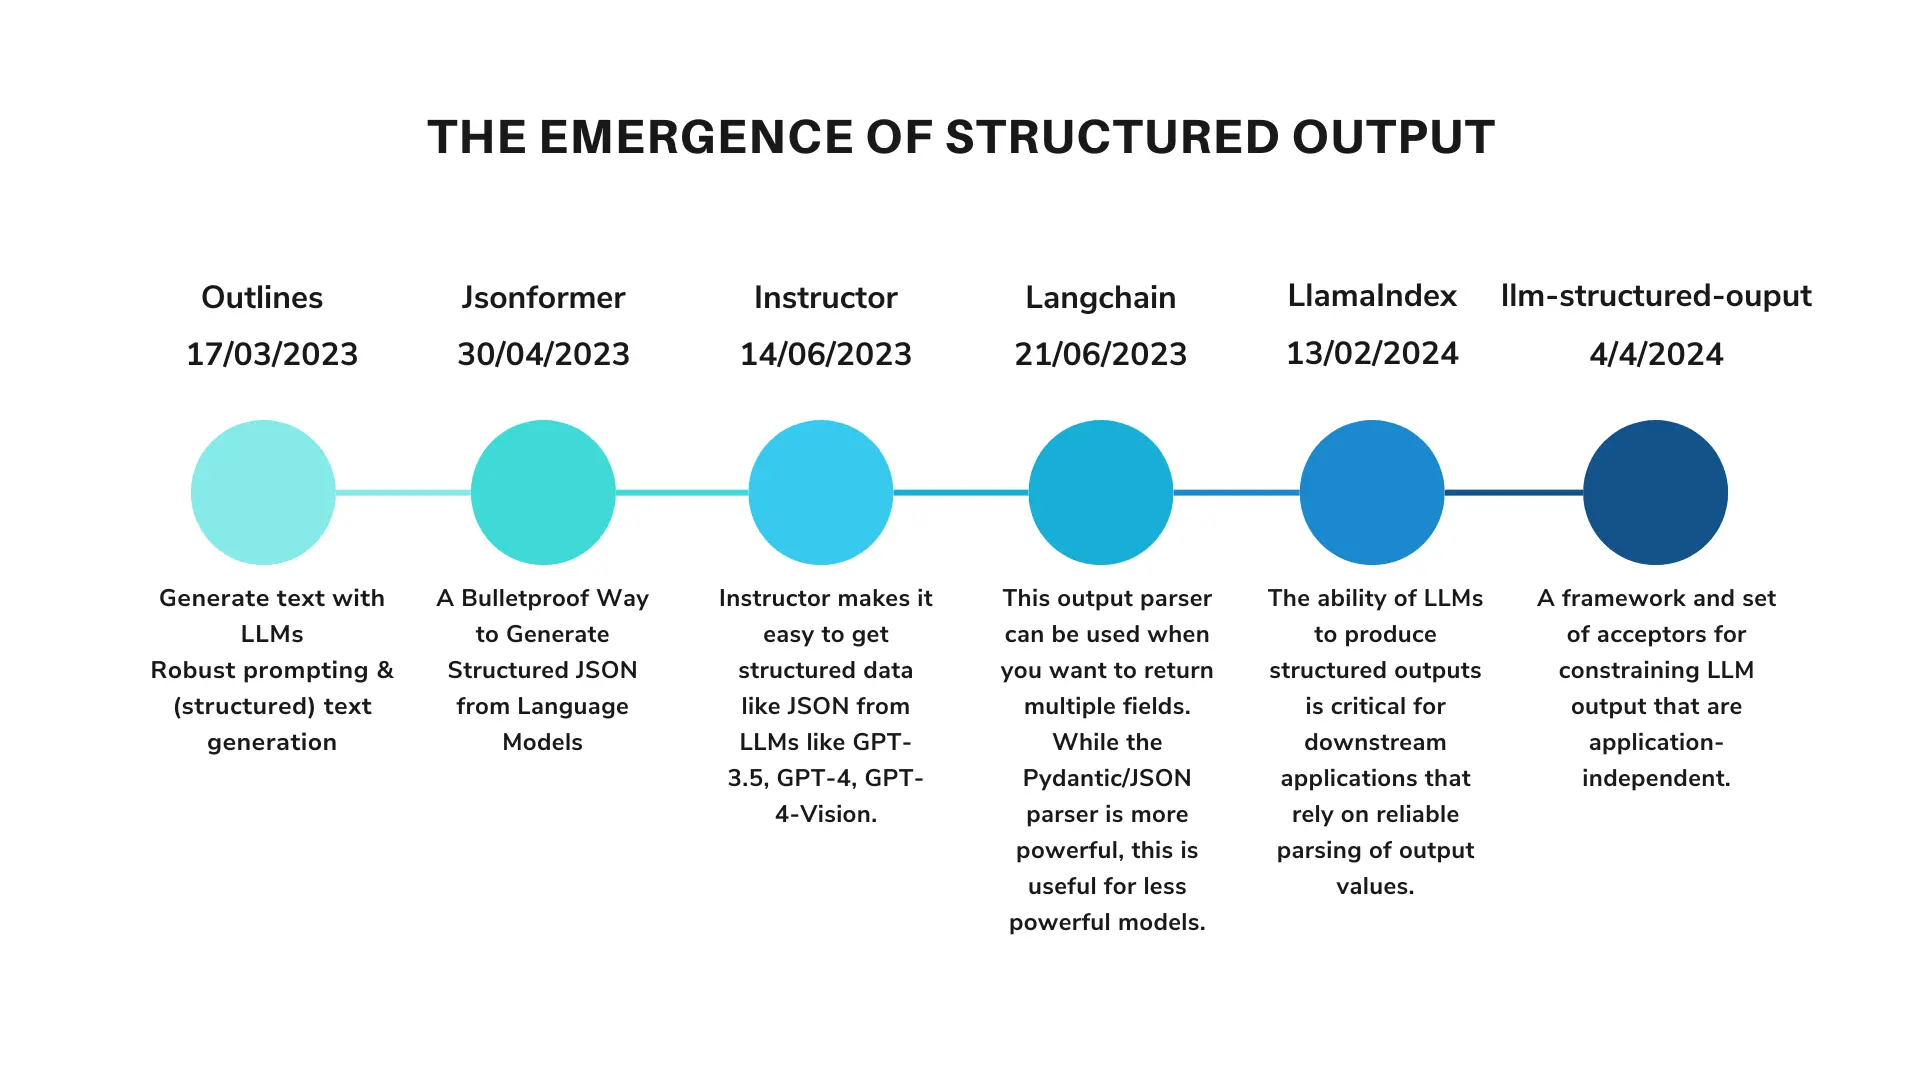 THE EMERGENCE OF STRUCTURED OUTPUT
Outlines
17/03/2023
Generate text with
LLMs
Robust prompting &
(structured) text
generation
Jsonformer
30/04/2023
A Bulletproof Way
to Generate
Structured JSON
from Language
Models
Instructor
14/06/2023
Instructor makes it
easy to get
structured data
like JSON from
LLMs like GPT-
3.5, GPT-4, GPT-
4-Vision.
Langchain
21/06/2023
This output parser
can be used when
you want to return
multiple fields.
While the
Pydantic/JSON
parser is more
powerful, this is
useful for less
powerful models.
LlamaIndex
13/02/2024
The ability of LLMs
to produce
structured outputs
is critical for
downstream
applications that
rely on reliable
parsing of output
values.
llm-structured-ouput
4/4/2024
A framework and set
of acceptors for
constraining LLM
output that are
application-
independent.